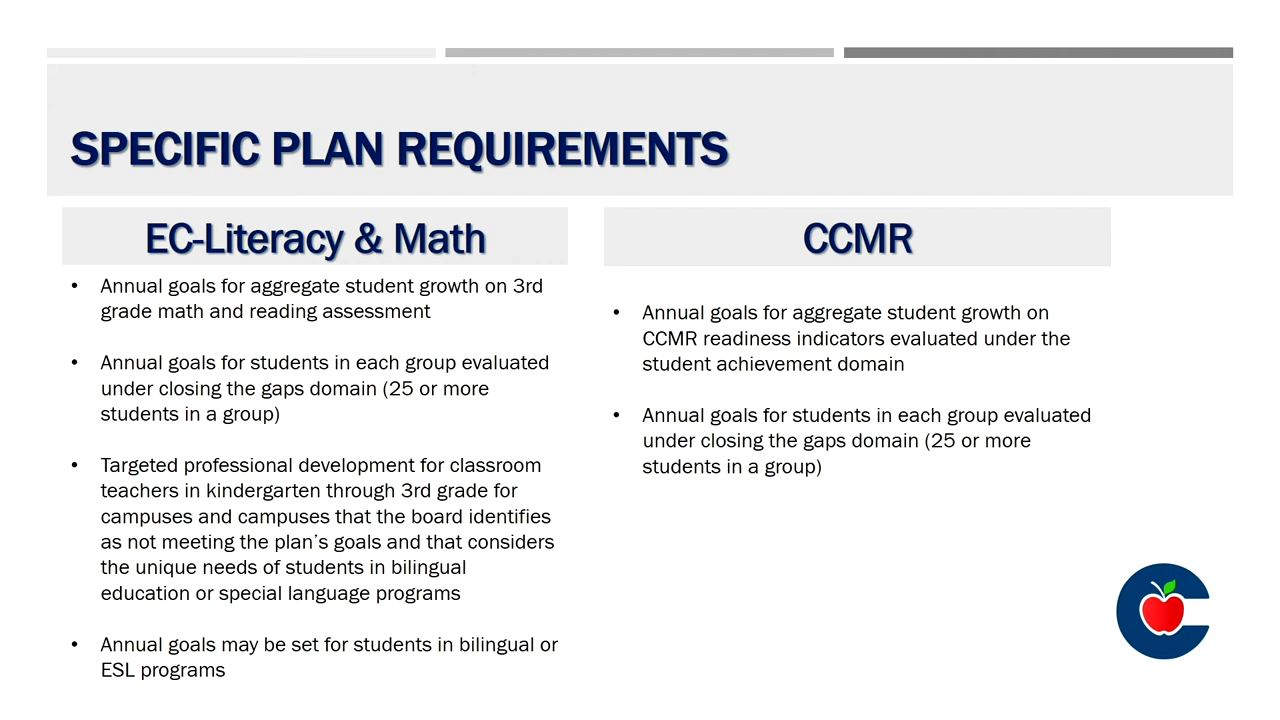 SPECIFIC PLAN REQUIREMENTS
EC-Literacy & Math
• Annual goals for aggregate student growth on 3rd
grade math and reading assessment
• Annual goals for students in each group evaluated
under closing the gaps domain (25 or more
students in a group)
• Targeted professional development for classroom
teachers in kindergarten through 3rd grade for
campuses and campuses that the board identifies
as not meeting the plan’s goals and that considers
the unique needs of students in bilingual
education or special language programs
• Annual goals may be set for students in bilingual or
ESL programs
CCMR
• Annual goals for aggregate student growth on
CCMR readiness indicators evaluated under the
student achievement domain
• Annual goals for students in each group evaluated
under closing the gaps domain (25 or more
students in a group)